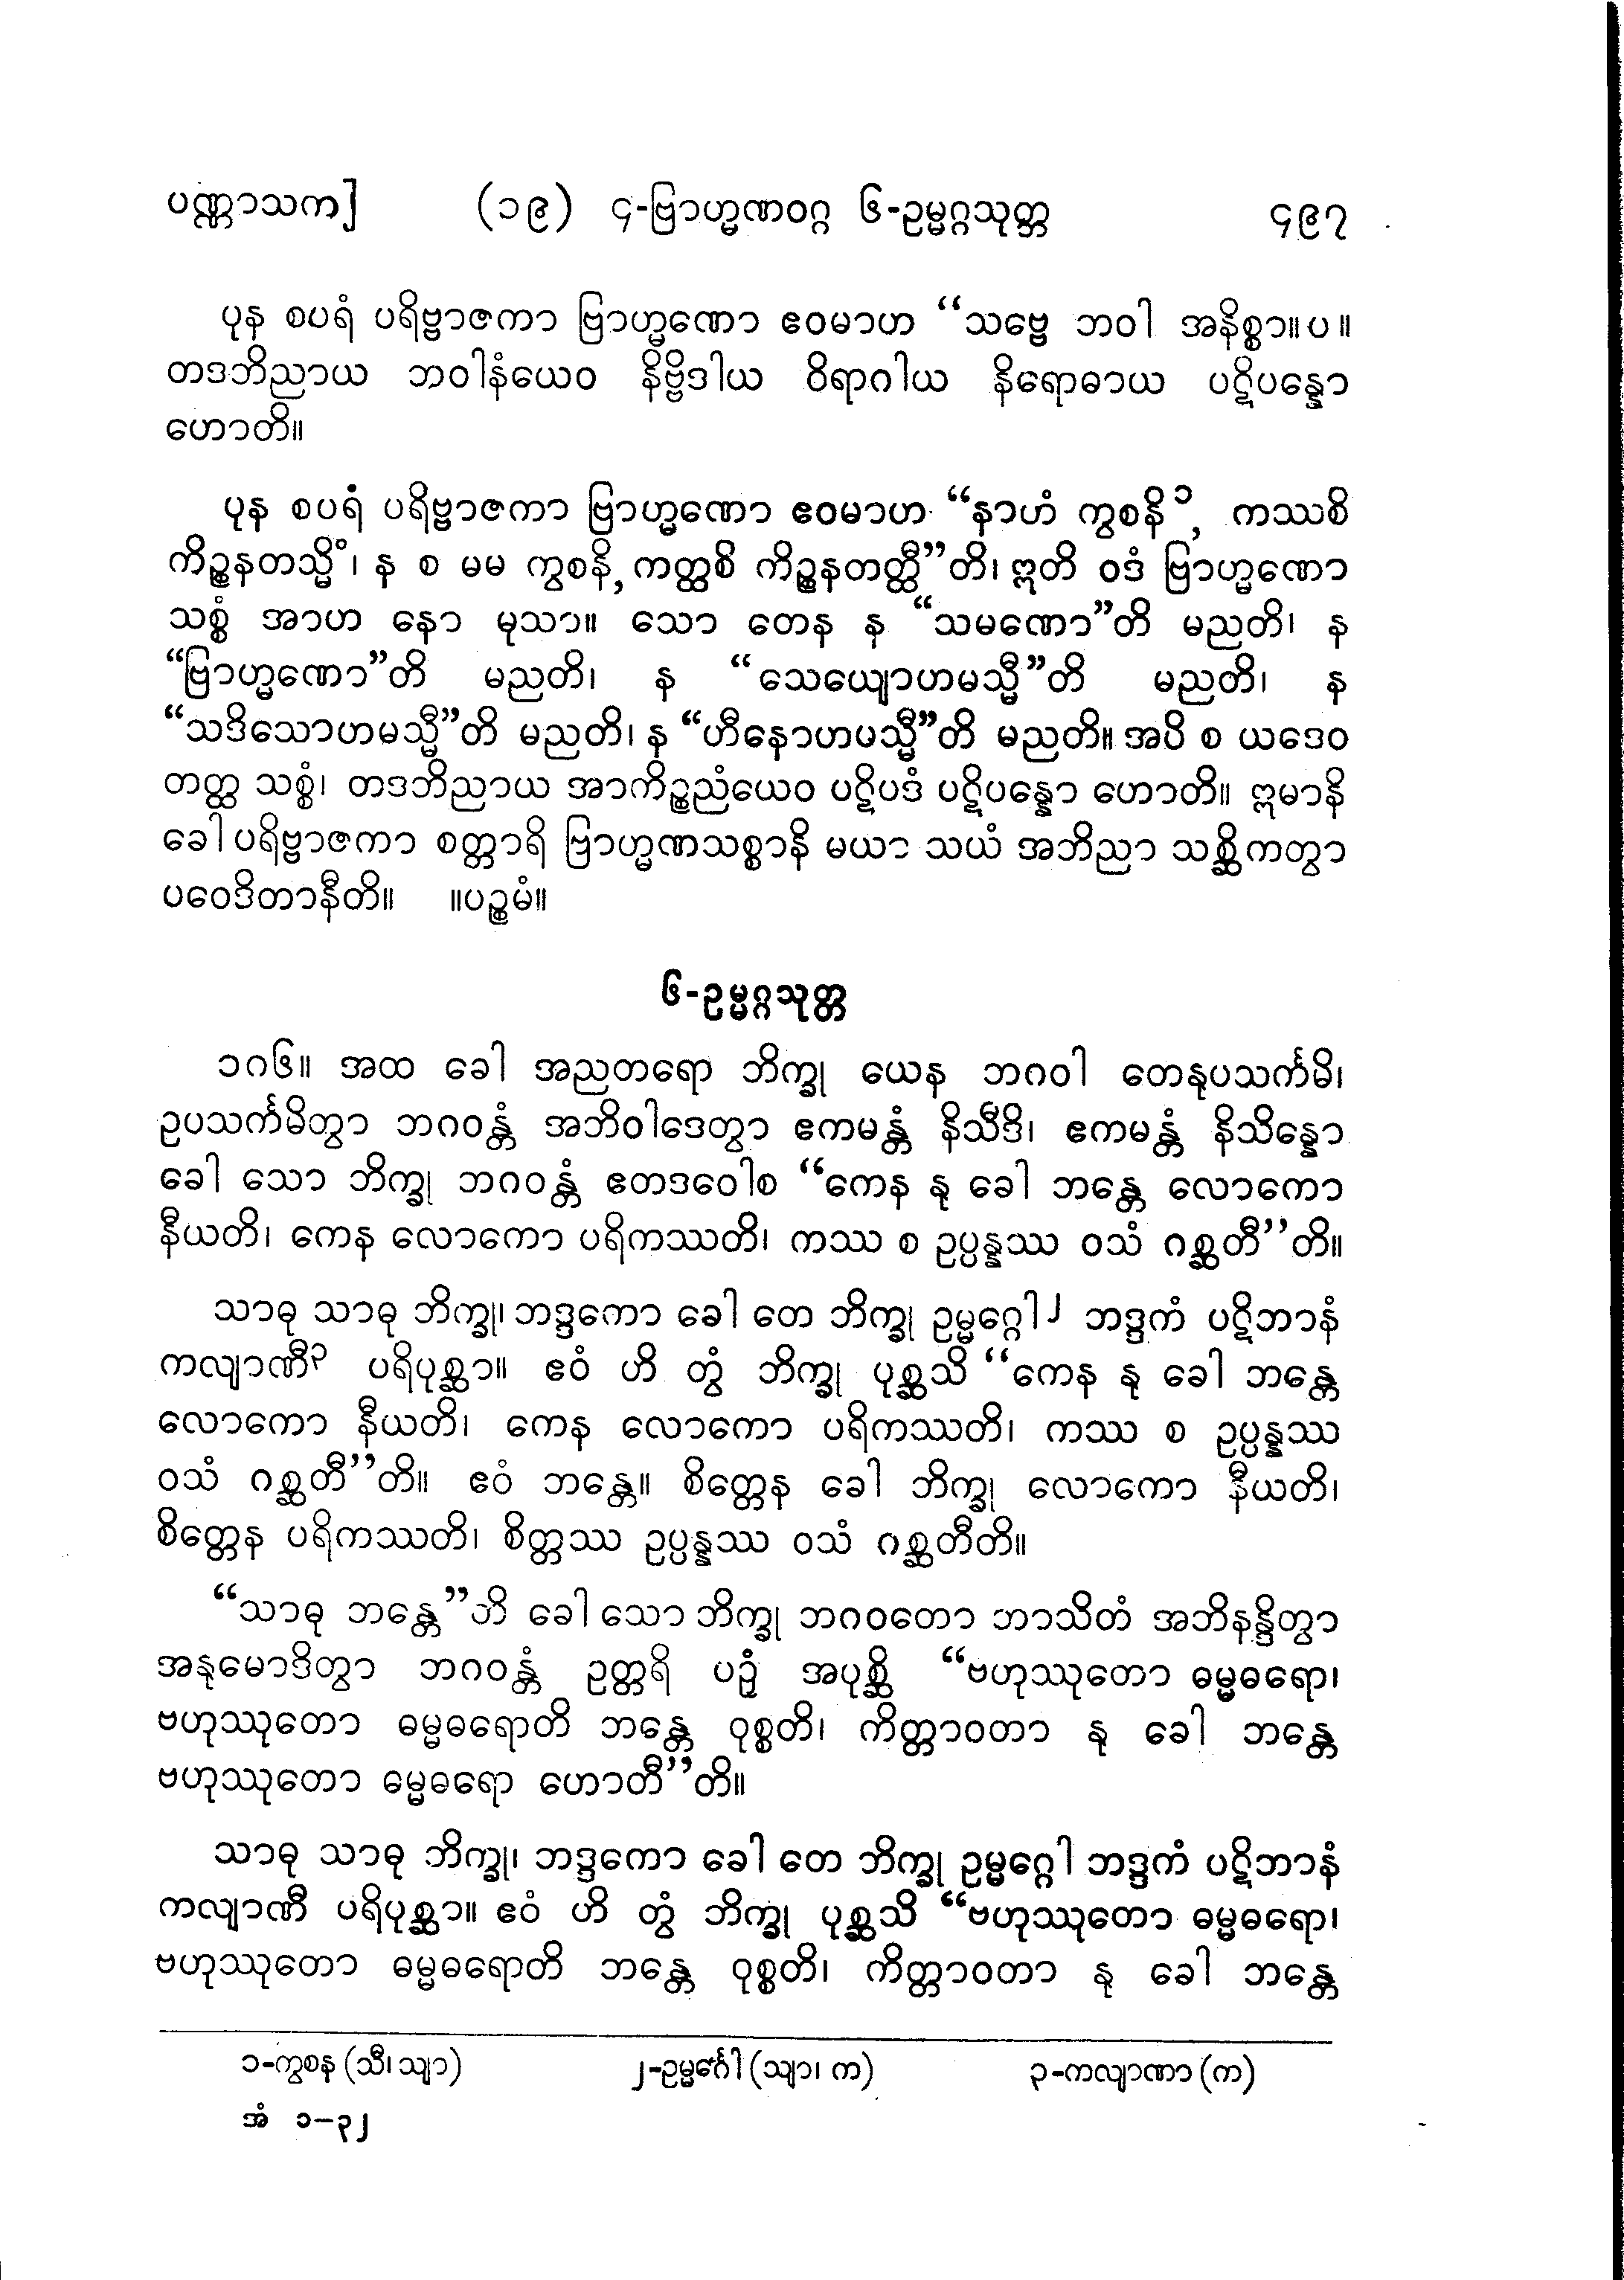 ပဏ္ဏာသက] (၁၉) ၄-ဗြာဟ္မဏဝဂ္ဂ ၆-ဥမ္မဂ္ဂသုတ္တ ၄၉၇
ပုန စပရံ ပရိဗ္ဗာဇကာ ဗြာဟ္မဏော ဧဝမာဟ “သဗ္ဗေ ဘဝါ အနိစ္စာ။ပ။
တဒဘိညာယ ဘဝါနံယေဝ နိဗ္ဗိဒါယ ဝိရာဂါယ နိရောဓာယ ပဋိပန္နော
ဟောတိ။
ပုန စပရံ ပရိဗ္ဗာဇကာ ဗြာဟ္မဏော ဧဝမာဟ “နာဟံ ကွစနိ၁, ကဿစိ
ကိဉ္စနတသ္မိံ၊ န စ မမ ကွစနိ, ကတ္ထစိ ကိဉ္စနတတ္ထီ”တိ၊ ဣတိ ဝဒံ ဗြာဟ္မဏော
သစ္စံ အာဟ နော မုသာ။ သော တေန န “သမဏော”တိ မညတိ၊ န
“ဗြာဟ္မဏော”တိ မညတိ၊ န “သေယျောဟမသ္မီ”တိ မညတိ၊ န
“သဒိသောဟမသ္မီ”တိ မညတိ၊ န “ဟီနောဟမသ္မီ”တိ မညတိ။ အပိ စ ယဒေဝ
တတ္ထ သစ္စံ၊ တဒဘိညာယ အာကိဉ္စညံယေဝ ပဋိပဒံ ပဋိပန္နော ဟောတိ။ ဣမာနိ
ခေါ ပရိဗ္ဗာဇကာ စတ္တာရိ ဗြာဟ္မဏသစ္စာနိ မယာ သယံ အဘိညာ သစ္ဆိကတွာ
ပဝေဒိတာနီတိ။ ။ပဉ္စမံ။
၆-ဥမ္မဂ္ဂသုတ္တ
၁၀၆။ အထ ခေါ အညတရော ဘိက္ခု ယေန ဘဂဝါ တေနုပသင်္ကမိ၊
ဥပသင်္ကမိတွာ ဘဂဝန္တံ အဘိဝါဒေတွာ ဧကမန္တံ နိသီဒိ၊ ဧကမန္တံ နိသိန္နော
ခေါ သော ဘိက္ခု ဘဂဝန္တံ ဧတဒဝေါစ “ကေန နု ခေါ ဘန္တေ လောကော
နီယတိ၊ ကေန လောကော ပရိကဿတိ၊ ကဿ စ ဥပ္ပန္နဿ ဝသံ ဂစ္ဆတီ”တိ။
သာဓု သာဓု ဘိက္ခု၊ ဘဒ္ဒကော ခေါ တေ ဘိက္ခု ဥမ္မဂ္ဂေါ၂ ဘဒ္ဒကံ ပဋိဘာနံ
ကလျာဏီ၃ ပရိပုစ္ဆာ။ ဧဝံ ဟိ တွံ ဘိက္ခု ပုစ္ဆသိ “ကေန နု ခေါ ဘန္တေ
လောကော နီယတိ၊ ကေန လောကော ပရိကဿတိ၊ ကဿ စ ဥပ္ပန္နဿ
ဝသံ ဂစ္ဆတီ”တိ။ ဧဝံ ဘန္တေ။ စိတ္တေန ခေါ ဘိက္ခု လောကော နီယတိ၊
စိတ္တေန ပရိကဿတိ၊ စိတ္တဿ ဥပ္ပန္နဿ ဝသံ ဂစ္ဆတီတိ။
“သာဓု ဘန္တေ”တိ ခေါ သော ဘိက္ခု ဘဂဝတော ဘာသိတံ အဘိနန္ဒိတွာ
အနုမောဒိတွာ ဘဂဝန္တံ ဥတ္တရိ ပဉှံ အပုစ္ဆိ “ဗဟုဿုတော ဓမ္မဓရော၊
ဗဟုဿုတော ဓမ္မဓရောတိ ဘန္တေ ဝုစ္စတိ၊ ကိတ္တာဝတာ နု ခေါ ဘန္တေ
ဗဟုဿုတော ဓမ္မဓရော ဟောတီ”တိ။
သာဓု သာဓု ဘိက္ခု၊ ဘဒ္ဒကော ခေါ တေ ဘိက္ခု ဥမ္မဂ္ဂေါ ဘဒ္ဒကံ ပဋိဘာနံ
ကလျာဏီ ပရိပုစ္ဆာ။ ဧဝံ ဟိ တွံ ဘိက္ခု ပုစ္ဆသိ “ဗဟုဿုတော ဓမ္မဓရော၊
ဗဟုဿုတော ဓမ္မဓရောတိ ဘန္တေ ဝုစ္စတိ၊ ကိတ္တာဝတာ နု ခေါ ဘန္တေ
၁-ကွစန (သီ၊ သျာ) ၂-ဥမ္မင်္ဂေါ (သျာ၊ က) ၃-ကလျာဏာ (က)
အံ ၁-၃၂